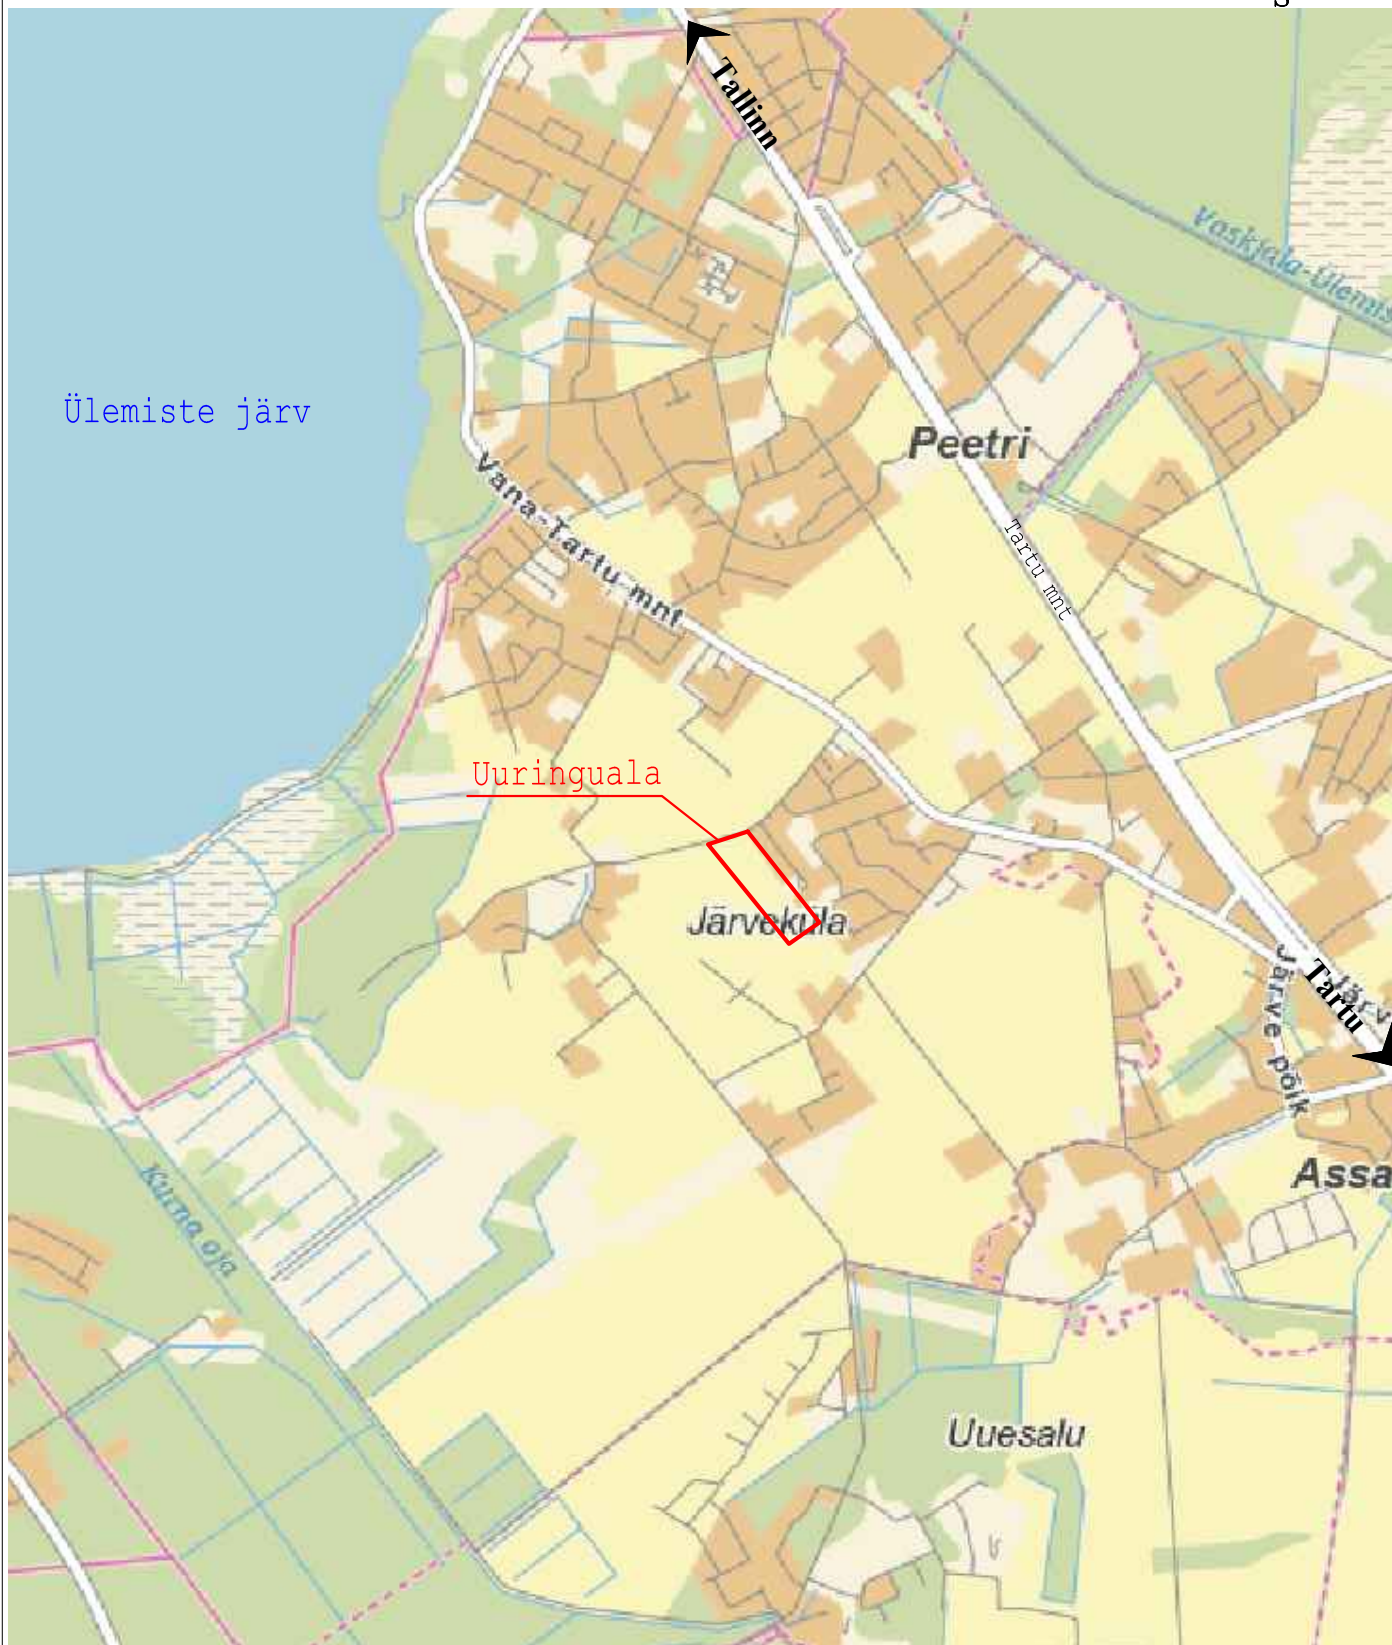 Tallinn
Vaskjala-Ülemis
Ülemiste järv
Peetri
Vana-Tartu mnt
Tartu mnt
Uuringuala
Järveküla
Järv
Tartu
Järve põik
Kurna oja
Assa
Uuesalu